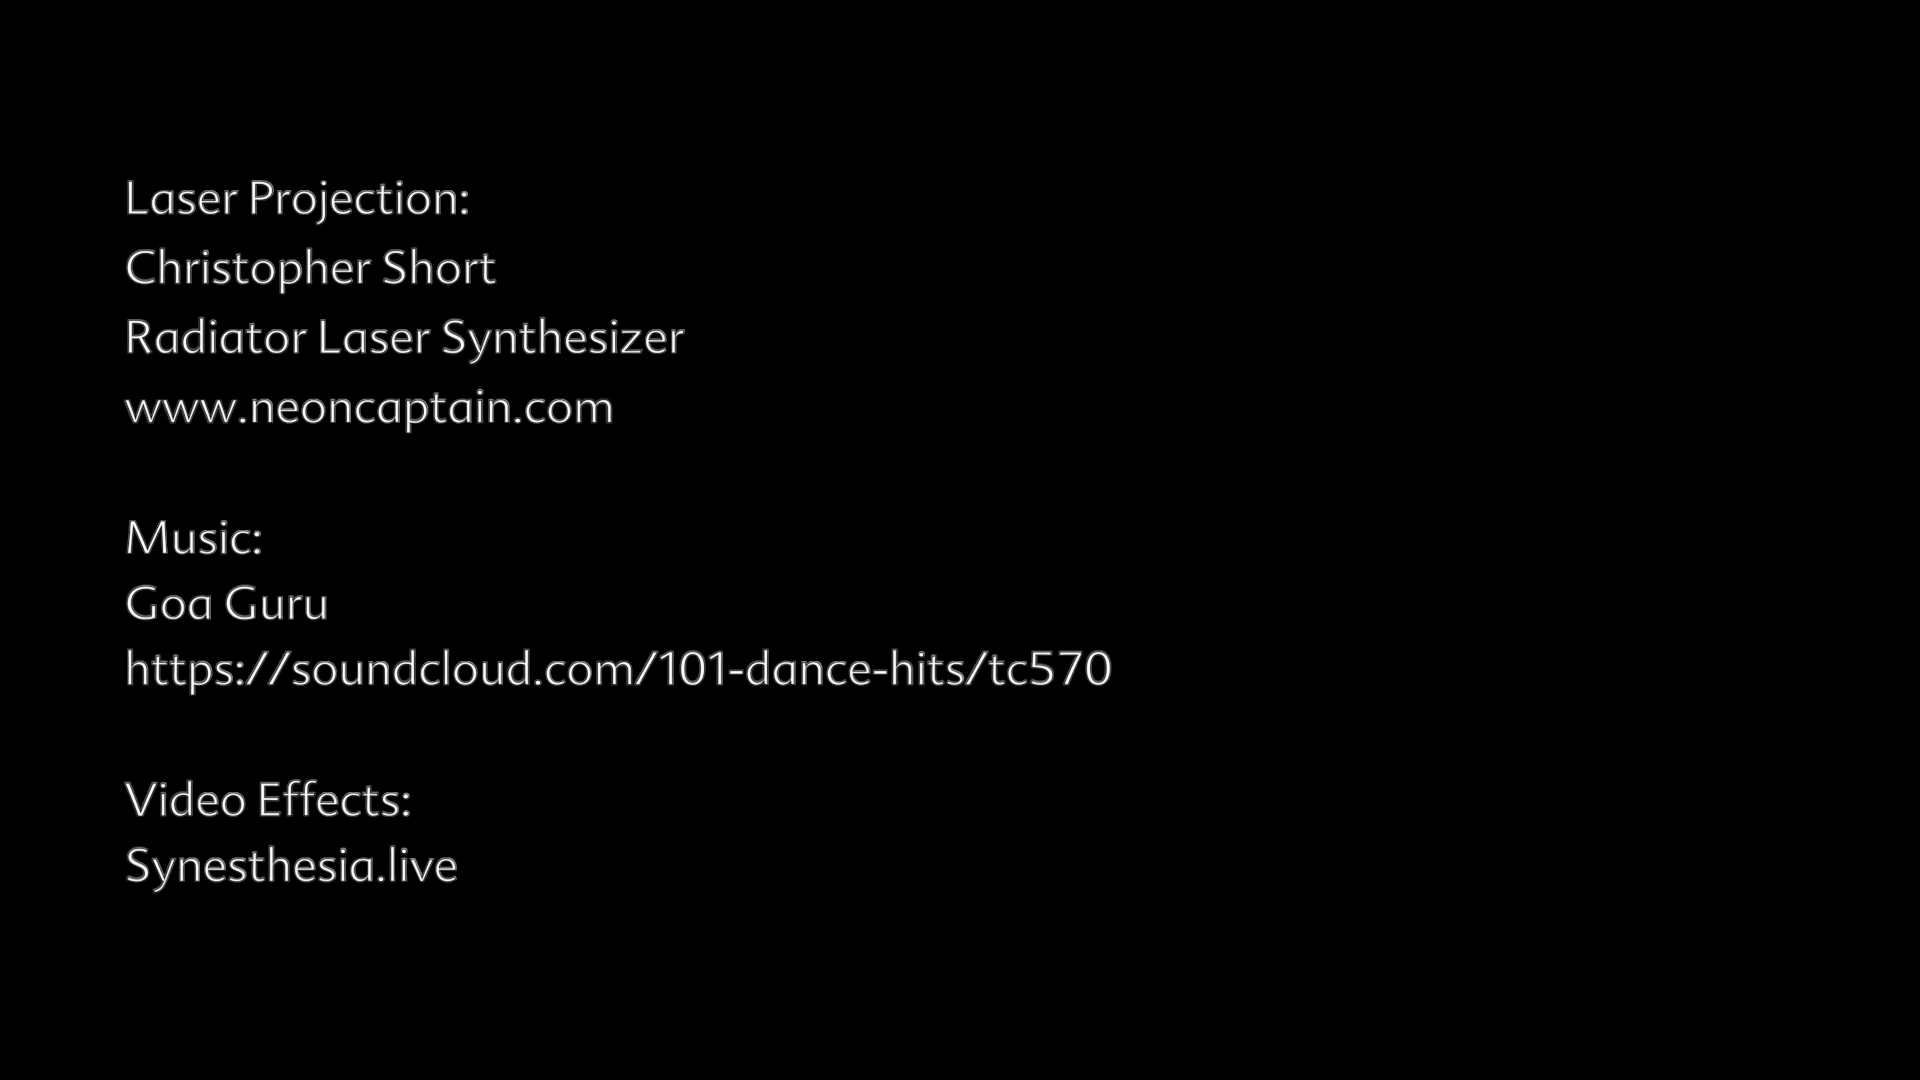 Laser Projection:
Christopher Short
Radiator Laser Synthesizer
www.neoncaptain.com
Music:
Goa Guru
https://soundcloud.com/101-dance-hits/tc570
Video Effects:
Synesthesia.live